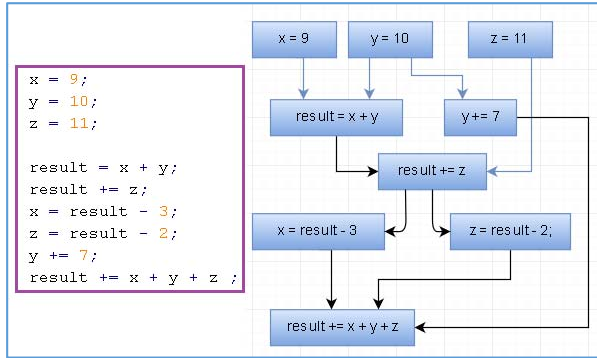 x = 9;
y = 10;
z = 11;
result = x + y;
result += z;
x = result - 3;
z = result - 2;
y += 7;
result += x + y + z ;
x = 9
y = 10
z = 11
result = x + y
y += 7
result += z
x = result - 3
z = result - 2;
result += x + y + z